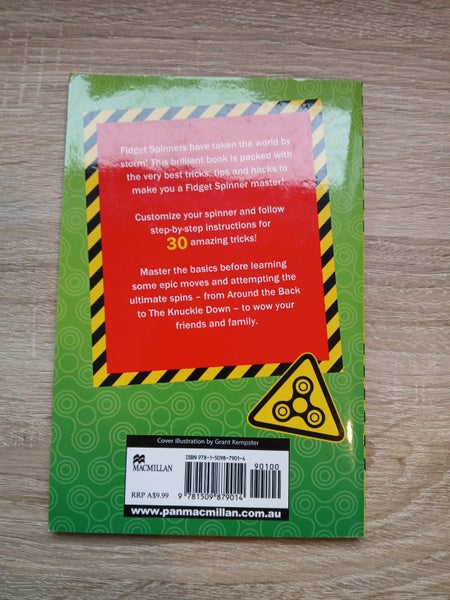 Fidget Spinners have taken the world by
storm! This brilliant book is packed with
the very best tricks, tips and hacks to
make you a Fidget Spinner master!
Customize your spinner and follow
step-by-step instructions for
30 amazing tricks!
Master the basics before learning
some epic moves and attempting the
ultimate spins – from Around the Back
to The Knuckle Down – to wow your
friends and family.
Cover illustration by Grant Kempster
ISBN 978-1-5098-7901-4
90100
MACMILLAN
RRP A$9.99
9 781509 879014
www.panmacmillan.com.au